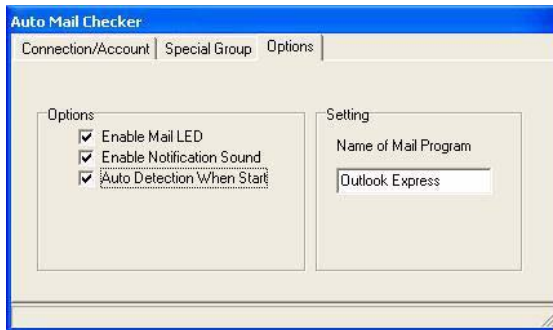 Auto Mail Checker
Connection/Account Special Group Options
Options
Enable Mail LED
Enable Notification Sound
Auto Detection When Start
Setting
Name of Mail Program
Outlook Express